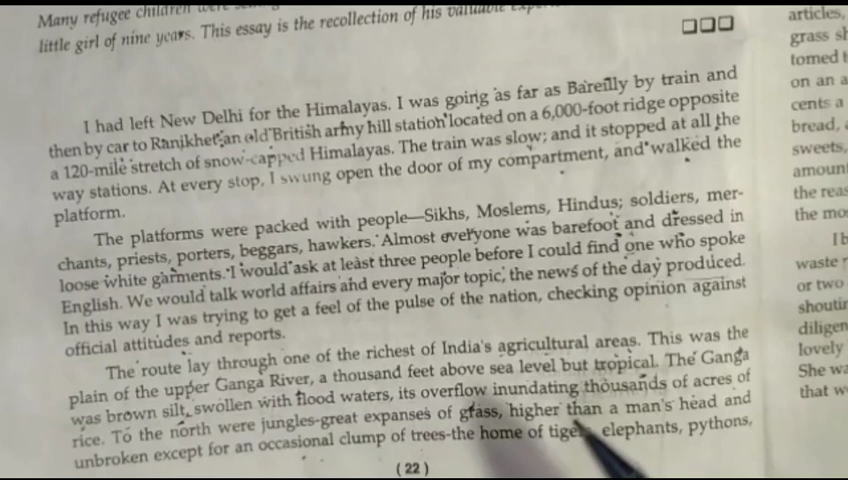 Many refugee children were
little girl of nine years. This essay is the recollection of his valuable
I had left New Delhi for the Himalayas. I was going as far as Bareilly by train and
then by car to Ranikhet, an old British army hill station located on a 6,000-foot ridge opposite
a 120-mile stretch of snow-capped Himalayas. The train was slow; and it stopped at all the
way stations. At every stop, I swung open the door of my compartment, and walked the
platform.
The platforms were packed with people—Sikhs, Moslems, Hindus; soldiers, mer-
chants, priests, porters, beggars, hawkers. Almost everyone was barefoot and dressed in
loose white garments. I would ask at least three people before I could find one who spoke
English. We would talk world affairs and every major topic, the news of the day produced.
In this way I was trying to get a feel of the pulse of the nation, checking opinion against
official attitudes and reports.
The route lay through one of the richest of India's agricultural areas. This was the
plain of the upper Ganga River, a thousand feet above sea level but tropical. The Ganga
was brown silt, swollen with flood waters, its overflow inundating thousands of acres of
rice. To the north were jungles-great expanses of grass, higher than a man's head and
unbroken except for an occasional clump of trees-the home of tigers, elephants, pythons,
(22)
articles,
grass
tomed
on an a
cents a
bread,
sweets,
amount
the
the
I
waste
or two
shoutin
diligen
lovely
She
that